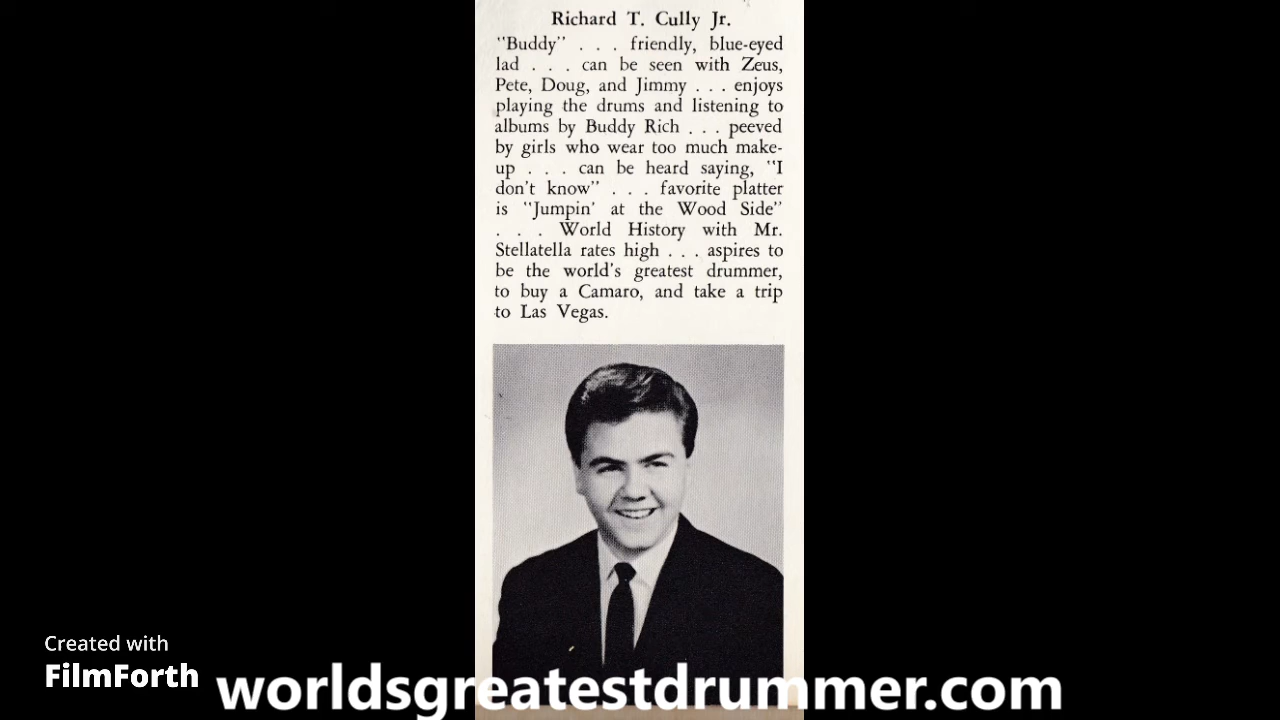 Richard T. Cully Jr.
"Buddy" . . . friendly, blue-eyed
lad . . . can be seen with Zeus,
Pete, Doug, and Jimmy . . . enjoys
playing the drums and listening to
albums by Buddy Rich . . . peeved
by girls who wear too much make-
up . . . can be heard saying, "I
don't know" . . . favorite platter
is "Jumpin' at the Wood Side"
. . . World History with Mr.
Stellatella rates high . . . aspires to
be the world's greatest drummer,
to buy a Camaro, and take a trip
to Las Vegas.
Created with
FilmForth
worldsgreatestdrummer.com